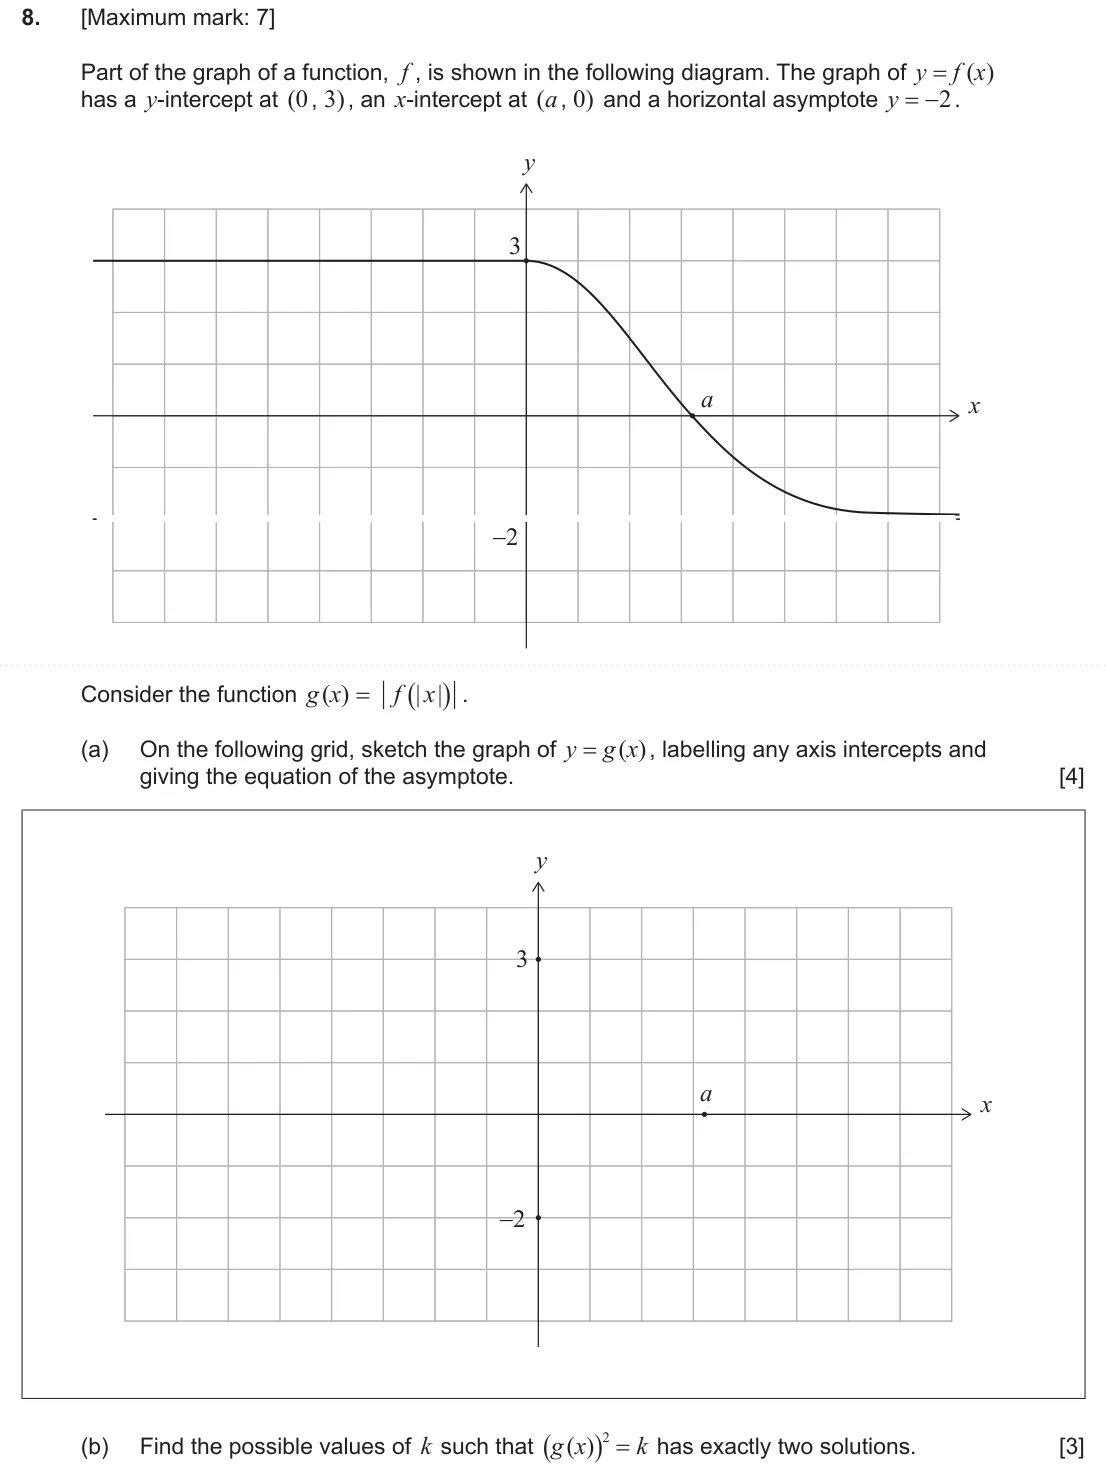 8. [Maximum mark: 7]
Part of the graph of a function, f, is shown in the following diagram. The graph of y = f(x)
has a y-intercept at (0, 3), an x-intercept at (a, 0) and a horizontal asymptote y = −2.
y
3
a
x
−2
Consider the function g(x) = |f(|x|)|.
(a) On the following grid, sketch the graph of y = g(x), labelling any axis intercepts and
giving the equation of the asymptote. [4]
y
3
a
x
−2
(b) Find the possible values of k such that (g(x))² = k has exactly two solutions. [3]